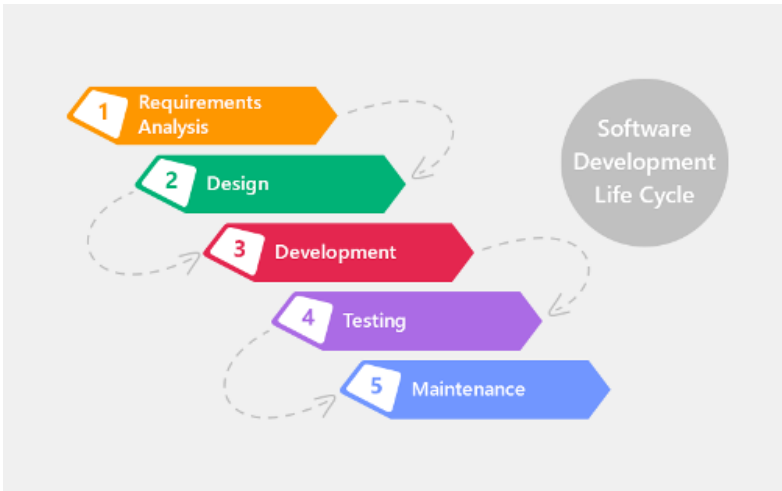 1
Requirements
Analysis
2
Design
3
Development
4
Testing
5
Maintenance
Software
Development
Life Cycle